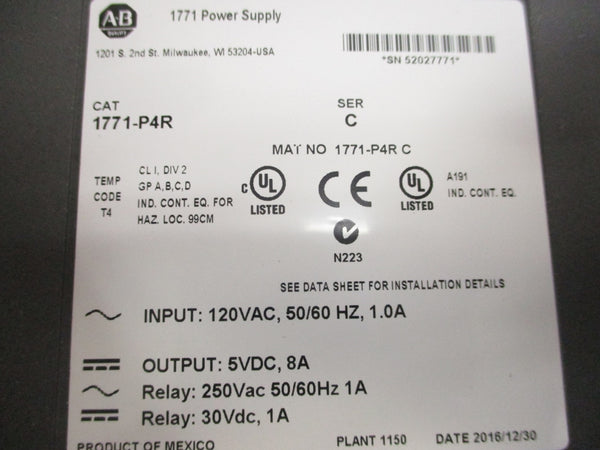 A-B
1771 Power Supply
1201 S. 2nd St. Milwaukee, WI 53204-USA
*SN 52027771*
CAT
1771-P4R
SER
C
MAT NO 1771-P4R C
TEMP
CODE
T4
CL I, DIV 2
GP A,B,C,D
IND. CONT. EQ. FOR
HAZ. LOC. 99CM
C UL
LISTED
CE
UL
LISTED
A191
IND. CONT. EQ.
N223
SEE DATA SHEET FOR INSTALLATION DETAILS
INPUT: 120VAC, 50/60 HZ, 1.0A
OUTPUT: 5VDC, 8A
Relay: 250Vac 50/60Hz 1A
Relay: 30Vdc, 1A
PRODUCT OF MEXICO
PLANT 1150
DATE 2016/12/30